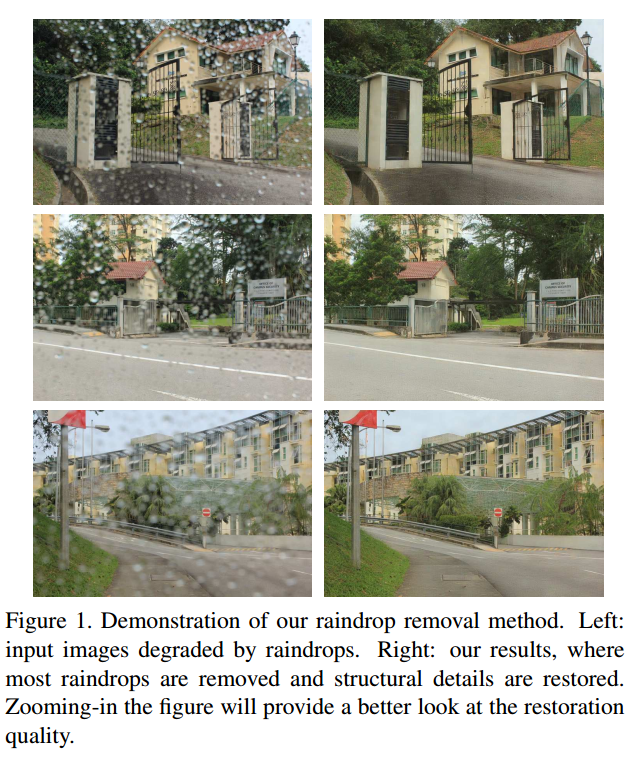 Figure 1. Demonstration of our raindrop removal method. Left:
input images degraded by raindrops. Right: our results, where
most raindrops are removed and structural details are restored.
Zooming-in the figure will provide a better look at the restoration
quality.